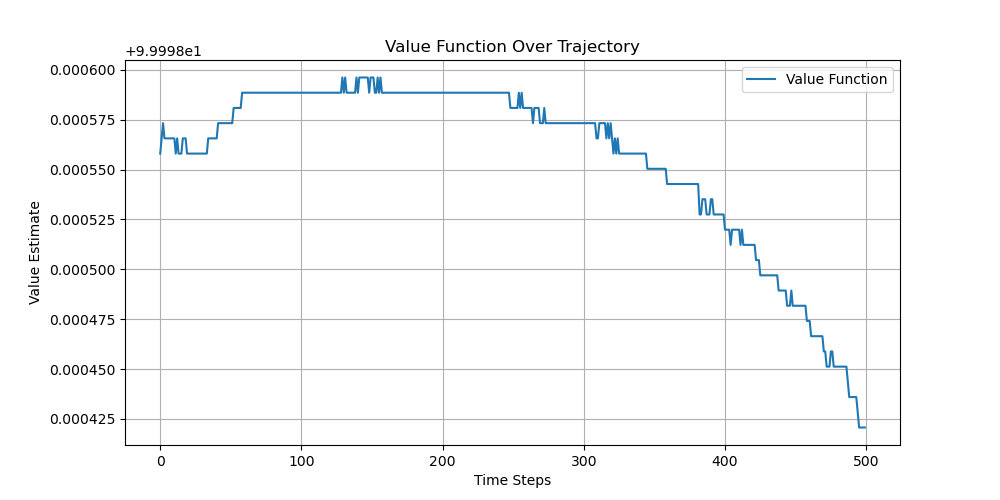 Value Function Over Trajectory
+9.9998e1
Value Function
0.000600
0.000575
0.000550
0.000525
0.000500
0.000475
0.000450
0.000425
Value Estimate
0 100 200 300 400 500
Time Steps